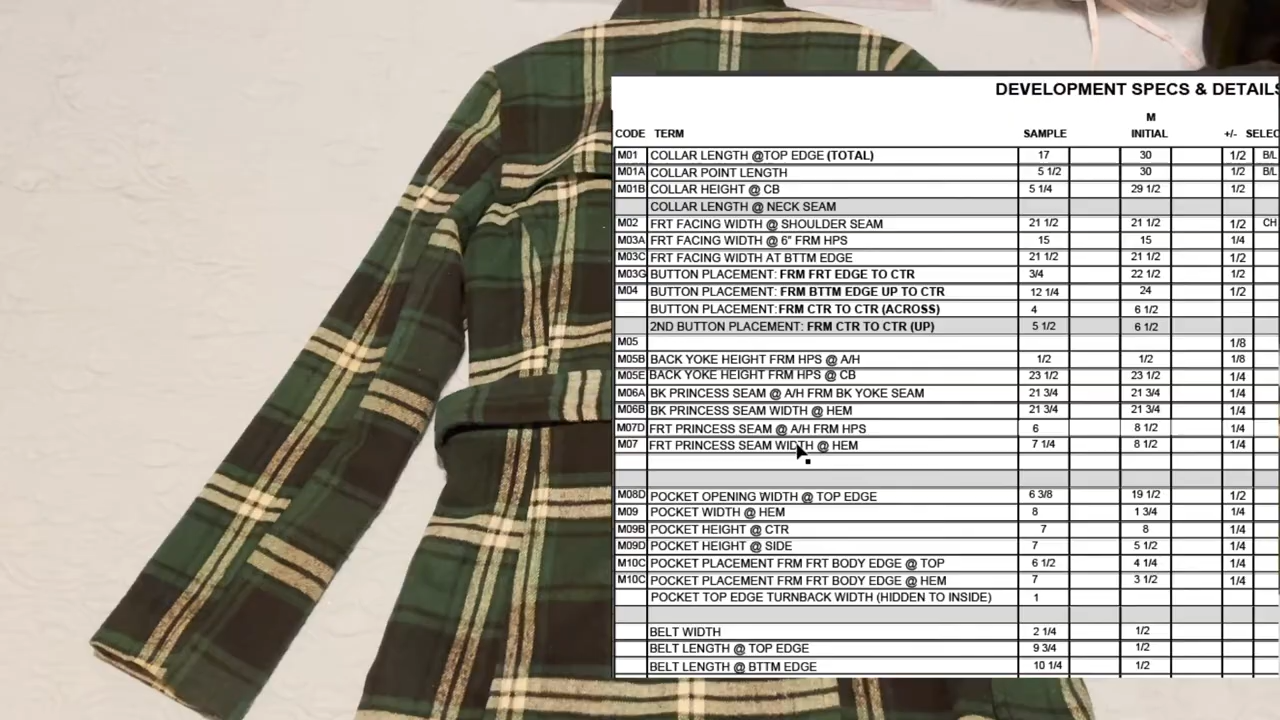 DEVELOPMENT SPECS & DETAILS
M
CODE TERM SAMPLE INITIAL +/- SELEC
M01 COLLAR LENGTH @TOP EDGE (TOTAL) 17 30 1/2 B/L
M01A COLLAR POINT LENGTH 5 1/2 30 1/2 B/L
M01B COLLAR HEIGHT @ CB 5 1/4 29 1/2 1/2
COLLAR LENGTH @ NECK SEAM
M02 FRT FACING WIDTH @ SHOULDER SEAM 21 1/2 21 1/2 1/2 CH
M03A FRT FACING WIDTH @ 6" FRM HPS 15 15 1/4
M03C FRT FACING WIDTH AT BTTM EDGE 21 1/2 21 1/2 1/2
M03G BUTTON PLACEMENT: FRM FRT EDGE TO CTR 3/4 22 1/2 1/2
M04 BUTTON PLACEMENT: FRM BTTM EDGE UP TO CTR 12 1/4 24 1/2
BUTTON PLACEMENT:FRM CTR TO CTR (ACROSS) 4 6 1/2
2ND BUTTON PLACEMENT: FRM CTR TO CTR (UP) 5 1/2 6 1/2
M05 1/8
M05B BACK YOKE HEIGHT FRM HPS @ A/H 1/2 1/2 1/8
M05E BACK YOKE HEIGHT FRM HPS @ CB 23 1/2 23 1/2 1/4
M06A BK PRINCESS SEAM @ A/H FRM BK YOKE SEAM 21 3/4 21 3/4 1/4
M06B BK PRINCESS SEAM WIDTH @ HEM 21 3/4 21 3/4 1/4
M07D FRT PRINCESS SEAM @ A/H FRM HPS 6 8 1/2 1/4
M07 FRT PRINCESS SEAM WIDTH @ HEM 7 1/4 8 1/2 1/4
M08D POCKET OPENING WIDTH @ TOP EDGE 6 3/8 19 1/2 1/2
M09 POCKET WIDTH @ HEM 8 1 3/4 1/4
M09B POCKET HEIGHT @ CTR 7 8 1/4
M09D POCKET HEIGHT @ SIDE 7 5 1/2 1/4
M10C POCKET PLACEMENT FRM FRT BODY EDGE @ TOP 6 1/2 4 1/4 1/4
M10C POCKET PLACEMENT FRM FRT BODY EDGE @ HEM 7 3 1/2 1/4
POCKET TOP EDGE TURNBACK WIDTH (HIDDEN TO INSIDE) 1
BELT WIDTH 2 1/4 1/2
BELT LENGTH @ TOP EDGE 9 3/4 1/2
BELT LENGTH @ BTTM EDGE 10 1/4 1/2